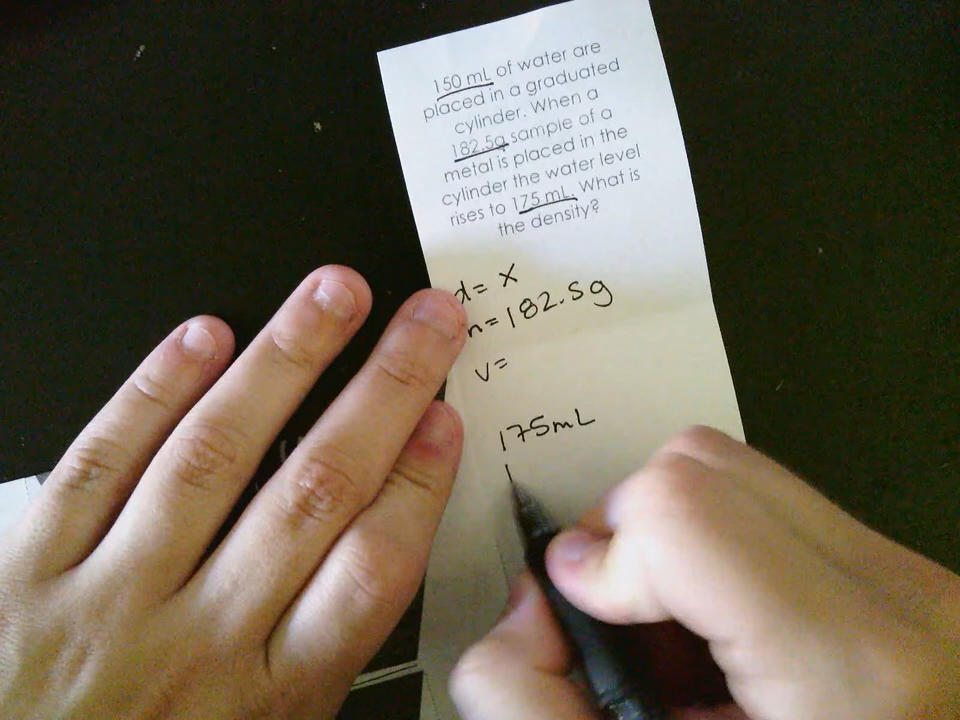 150 mL of water are
placed in a graduated
cylinder. When a
182.5g sample of a
metal is placed in the
cylinder the water level
rises to 175 mL. What is
the density?
d= x
m=182.5g
v=
175mL
1